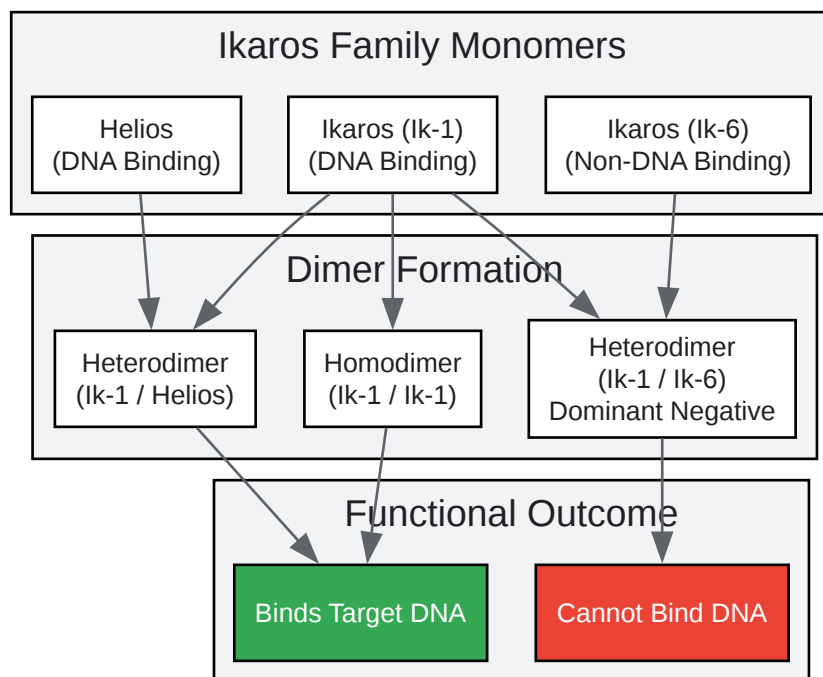 Ikaros Family Monomers
Helios
(DNA Binding)
Ikaros (Ik-1)
(DNA Binding)
Ikaros (Ik-6)
(Non-DNA Binding)
Dimer Formation
Heterodimer
(Ik-1 / Helios)
Homodimer
(Ik-1 / Ik-1)
Heterodimer
(Ik-1 / Ik-6)
Dominant Negative
Functional Outcome
Binds Target DNA
Cannot Bind DNA